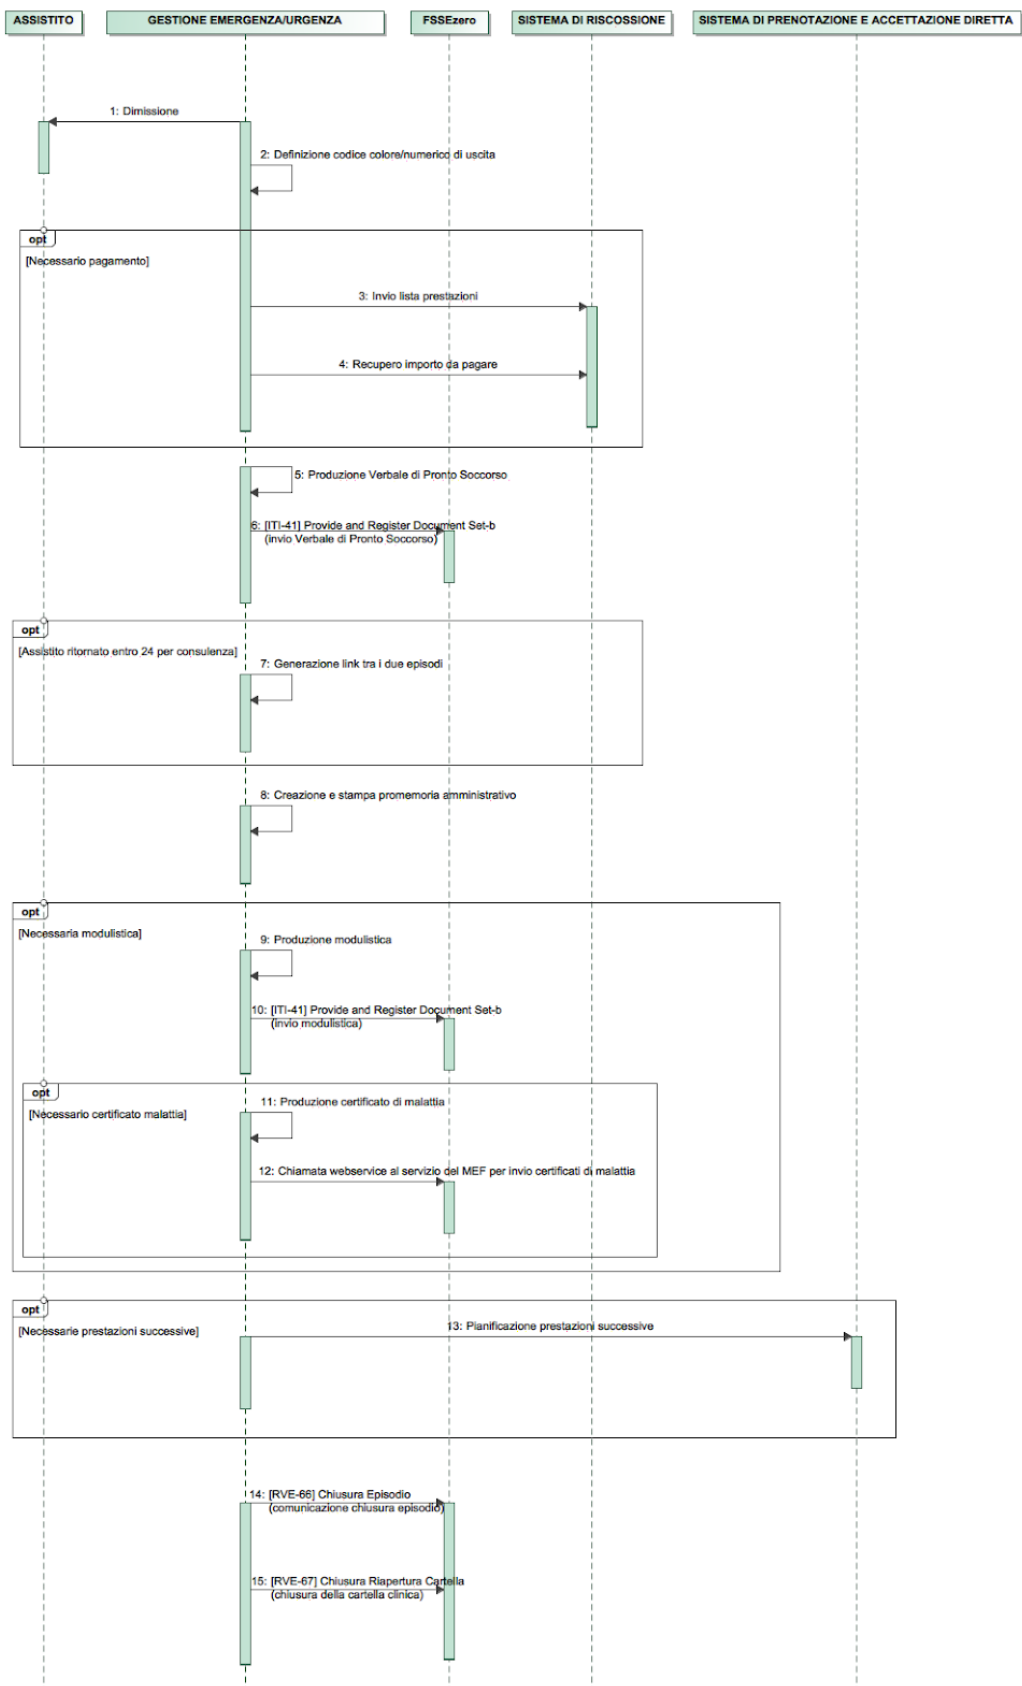 ASSISTITO
GESTIONE EMERGENZA/URGENZA
FSSEzero
SISTEMA DI RISCOSSIONE
SISTEMA DI PRENOTAZIONE E ACCETTAZIONE DIRETTA
1: Dimissione
2: Definizione codice colore/numerico di uscita
opt
[Necessario pagamento]
3: Invio lista prestazioni
4: Recupero importo da pagare
5: Produzione Verbale di Pronto Soccorso
6: [ITI-41] Provide and Register Document Set-b
(invio Verbale di Pronto Soccorso)
opt
[Assistito ritornato entro 24 per consulenza]
7: Generazione link tra i due episodi
8: Creazione e stampa promemoria amministrativo
opt
[Necessaria modulistica]
9: Produzione modulistica
10: [ITI-41] Provide and Register Document Set-b
(invio modulistica)
opt
[Necessario certificato malattia]
11: Produzione certificato di malattia
12: Chiamata webservice al servizio del MEF per invio certificati di malattia
opt
[Necessarie prestazioni successive]
13: Pianificazione prestazioni successive
14: [RVE-66] Chiusura Episodio
(comunicazione chiusura episodio)
15: [RVE-67] Chiusura Riapertura Cartella
(chiusura della cartella clinica)